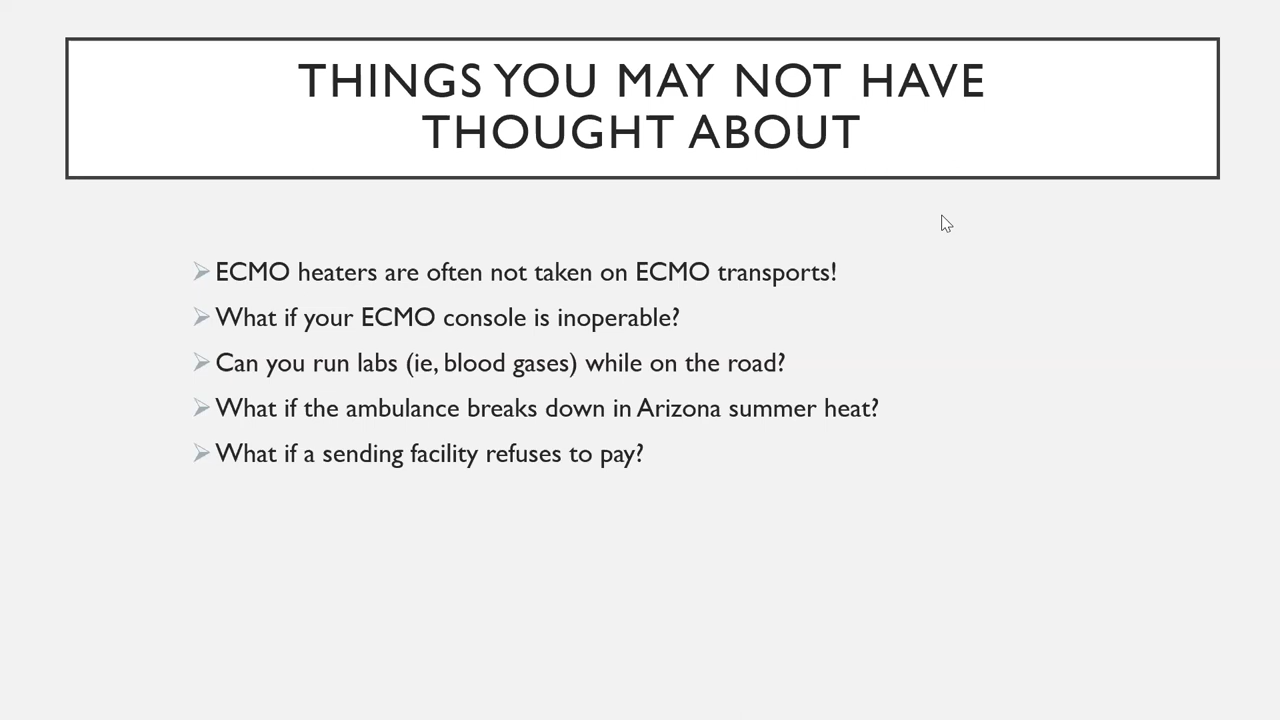 THINGS YOU MAY NOT HAVE
THOUGHT ABOUT
ECMO heaters are often not taken on ECMO transports!
What if your ECMO console is inoperable?
Can you run labs (ie, blood gases) while on the road?
What if the ambulance breaks down in Arizona summer heat?
What if a sending facility refuses to pay?